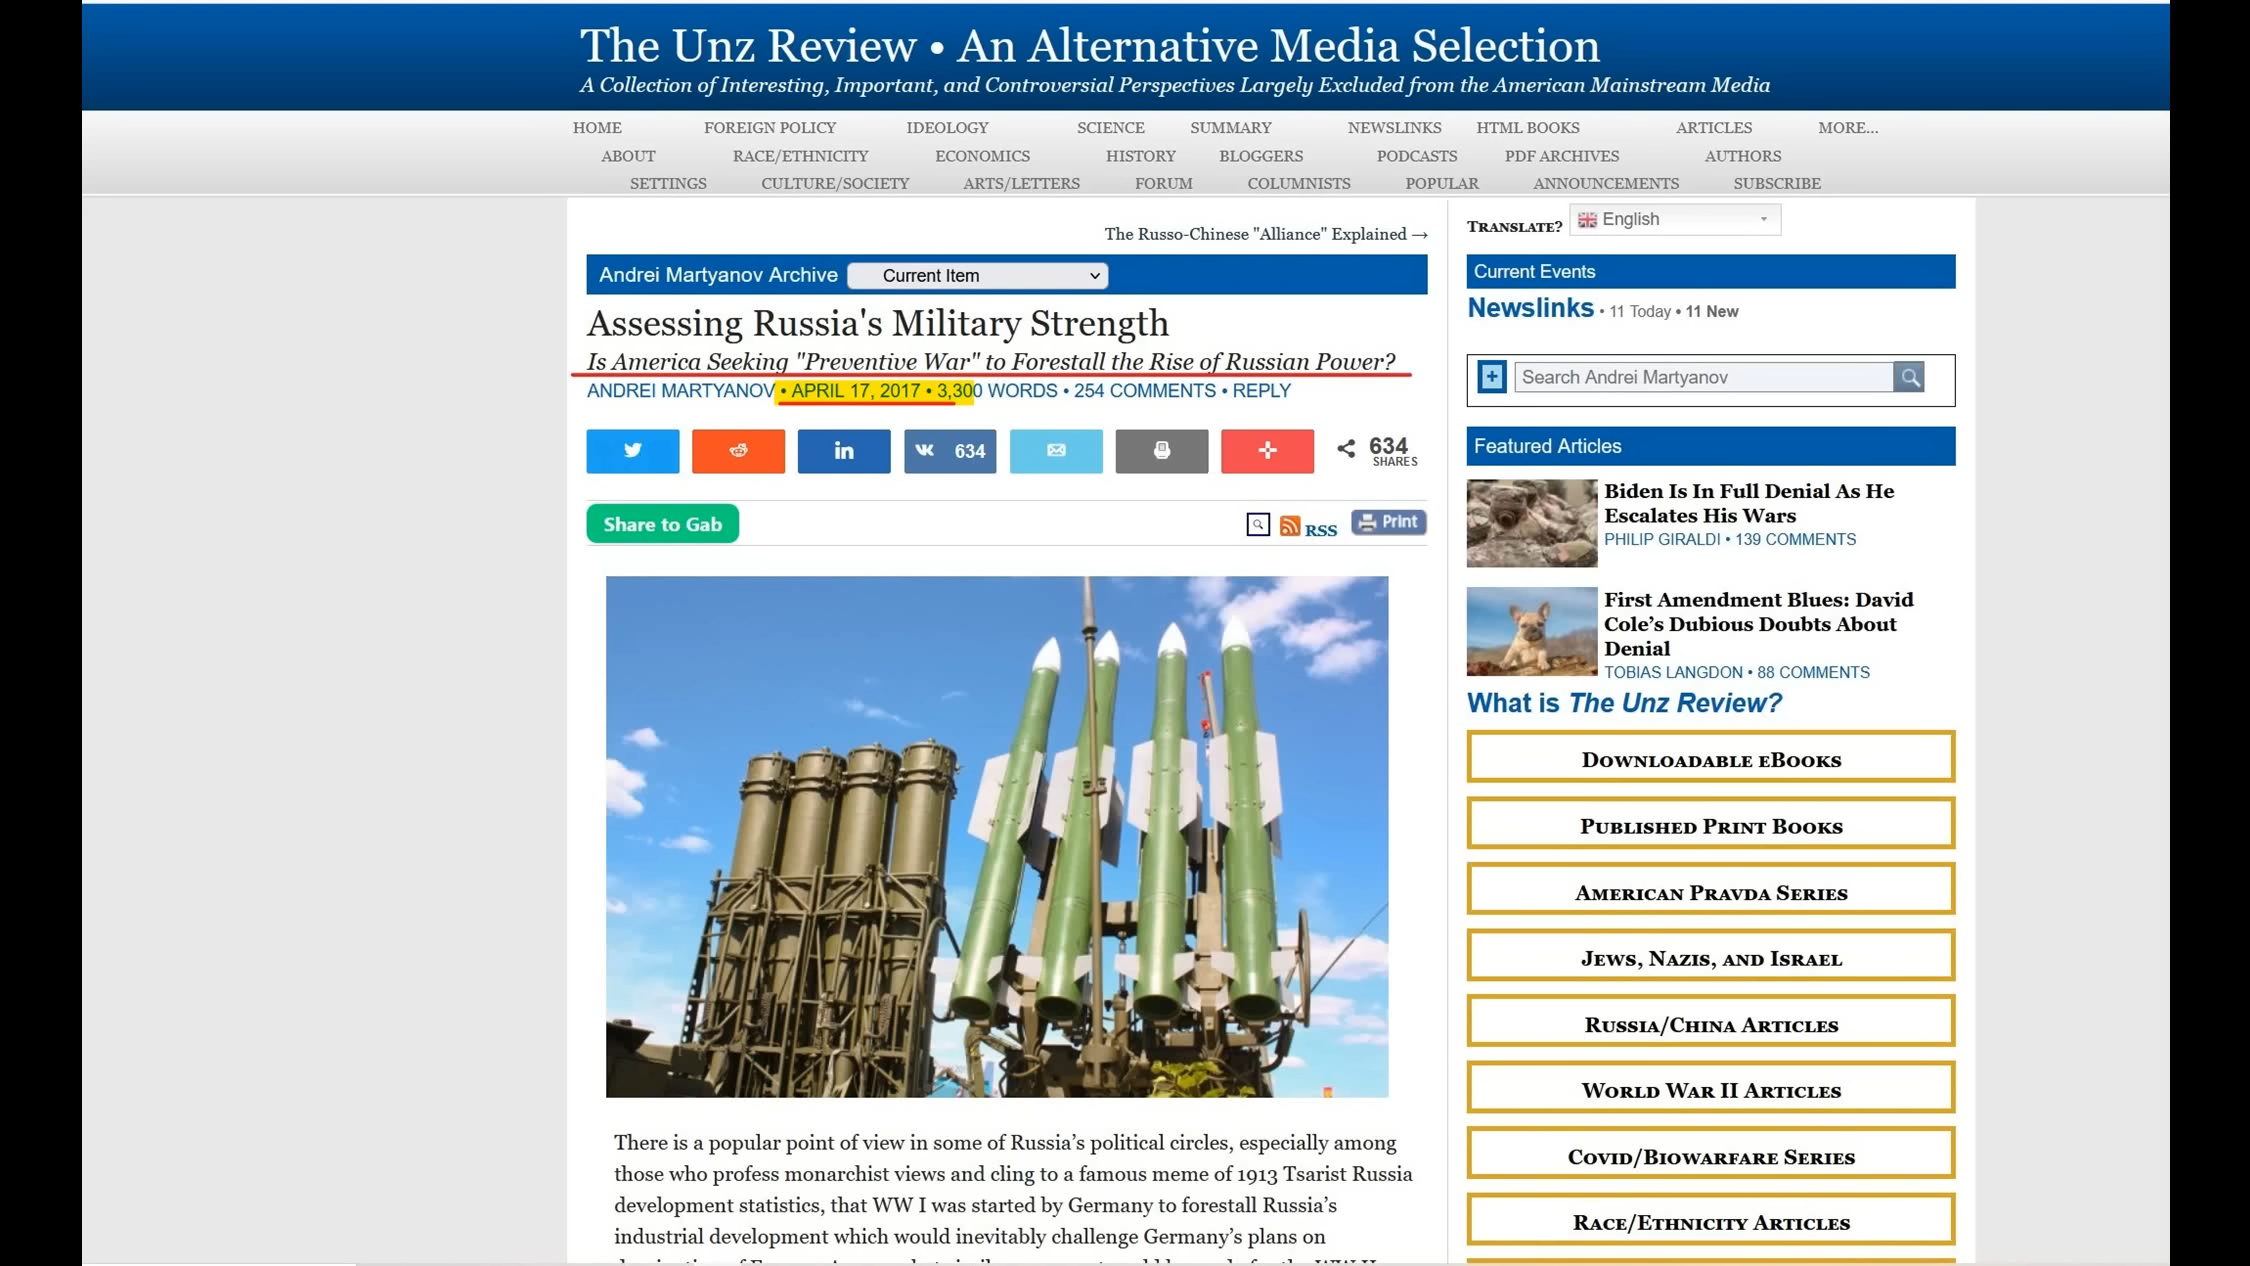 The Unz Review • An Alternative Media Selection
A Collection of Interesting, Important, and Controversial Perspectives Largely Excluded from the American Mainstream Media
HOME FOREIGN POLICY IDEOLOGY SCIENCE SUMMARY NEWSLINKS HTML BOOKS ARTICLES MORE...
ABOUT RACE/ETHNICITY ECONOMICS HISTORY BLOGGERS PODCASTS PDF ARCHIVES AUTHORS
SETTINGS CULTURE/SOCIETY ARTS/LETTERS FORUM COLUMNISTS POPULAR ANNOUNCEMENTS SUBSCRIBE
The Russo-Chinese "Alliance" Explained →
Andrei Martyanov Archive Current Item
Assessing Russia's Military Strength
Is America Seeking "Preventive War" to Forestall the Rise of Russian Power?
ANDREI MARTYANOV • APRIL 17, 2017 • 3,300 WORDS • 254 COMMENTS • REPLY
634
634
SHARES
Share to Gab
RSS
Print
There is a popular point of view in some of Russia's political circles, especially among
those who profess monarchist views and cling to a famous meme of 1913 Tsarist Russia
development statistics, that WW I was started by Germany to forestall Russia's
industrial development which would inevitably challenge Germany's plans on
TRANSLATE? English
Current Events
Newslinks • 11 Today • 11 New
Search Andrei Martyanov
Featured Articles
Biden Is In Full Denial As He
Escalates His Wars
PHILIP GIRALDI • 139 COMMENTS
First Amendment Blues: David
Cole's Dubious Doubts About
Denial
TOBIAS LANGDON • 88 COMMENTS
What is The Unz Review?
DOWNLOADABLE EBOOKS
PUBLISHED PRINT BOOKS
AMERICAN PRAVDA SERIES
JEWS, NAZIS, AND ISRAEL
RUSSIA/CHINA ARTICLES
WORLD WAR II ARTICLES
COVID/BIOWARFARE SERIES
RACE/ETHNICITY ARTICLES